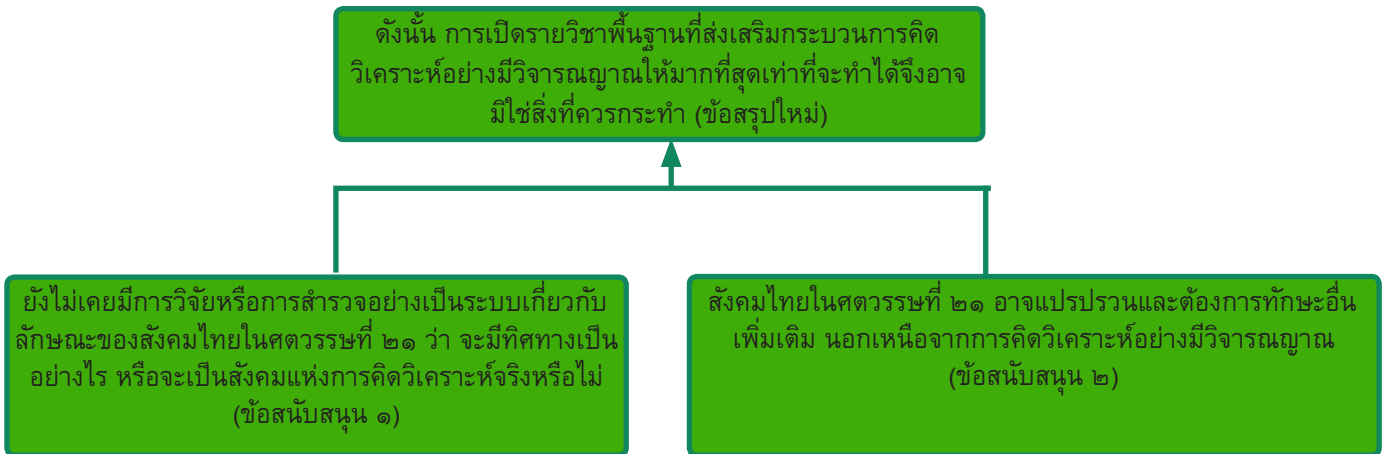 ดังนั้น การเปิดรายวิชาพื้นฐานที่ส่งเสริมกระบวนการคิด
วิเคราะห์อย่างมีวิจารณญาณให้มากที่สุดเท่าที่จะทำได้จึงอาจ
มิใช่สิ่งที่ควรกระทำ (ข้อสรุปใหม่)
ยังไม่เคยมีการวิจัยหรือการสำรวจอย่างเป็นระบบเกี่ยวกับ
ลักษณะของสังคมไทยในศตวรรษที่ ๒๑ ว่า จะมีทิศทางเป็น
อย่างไร หรือจะเป็นสังคมแห่งการคิดวิเคราะห์จริงหรือไม่
(ข้อสนับสนุน ๑)
สังคมไทยในศตวรรษที่ ๒๑ อาจแปรปรวนและต้องการทักษะอื่น
เพิ่มเติม นอกเหนือจากการคิดวิเคราะห์อย่างมีวิจารณญาณ
(ข้อสนับสนุน ๒)